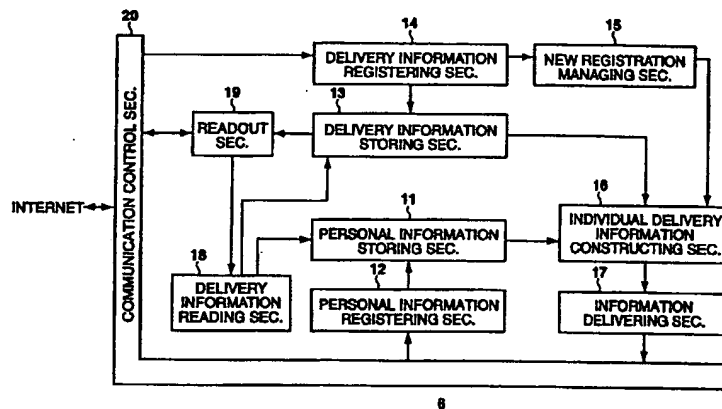 20
14
15
DELIVERY INFORMATION
REGISTERING SEC.
NEW REGISTRATION
MANAGING SEC.
19
13
READOUT
SEC.
DELIVERY INFORMATION
STORING SEC.
COMMUNICATION CONTROL SEC.
INTERNET
11
16
PERSONAL INFORMATION
STORING SEC.
INDIVIDUAL DELIVERY
INFORMATION
CONSTRUCTING SEC.
18
12
17
DELIVERY
INFORMATION
READING SEC.
PERSONAL INFORMATION
REGISTERING SEC.
INFORMATION
DELIVERING SEC.
6